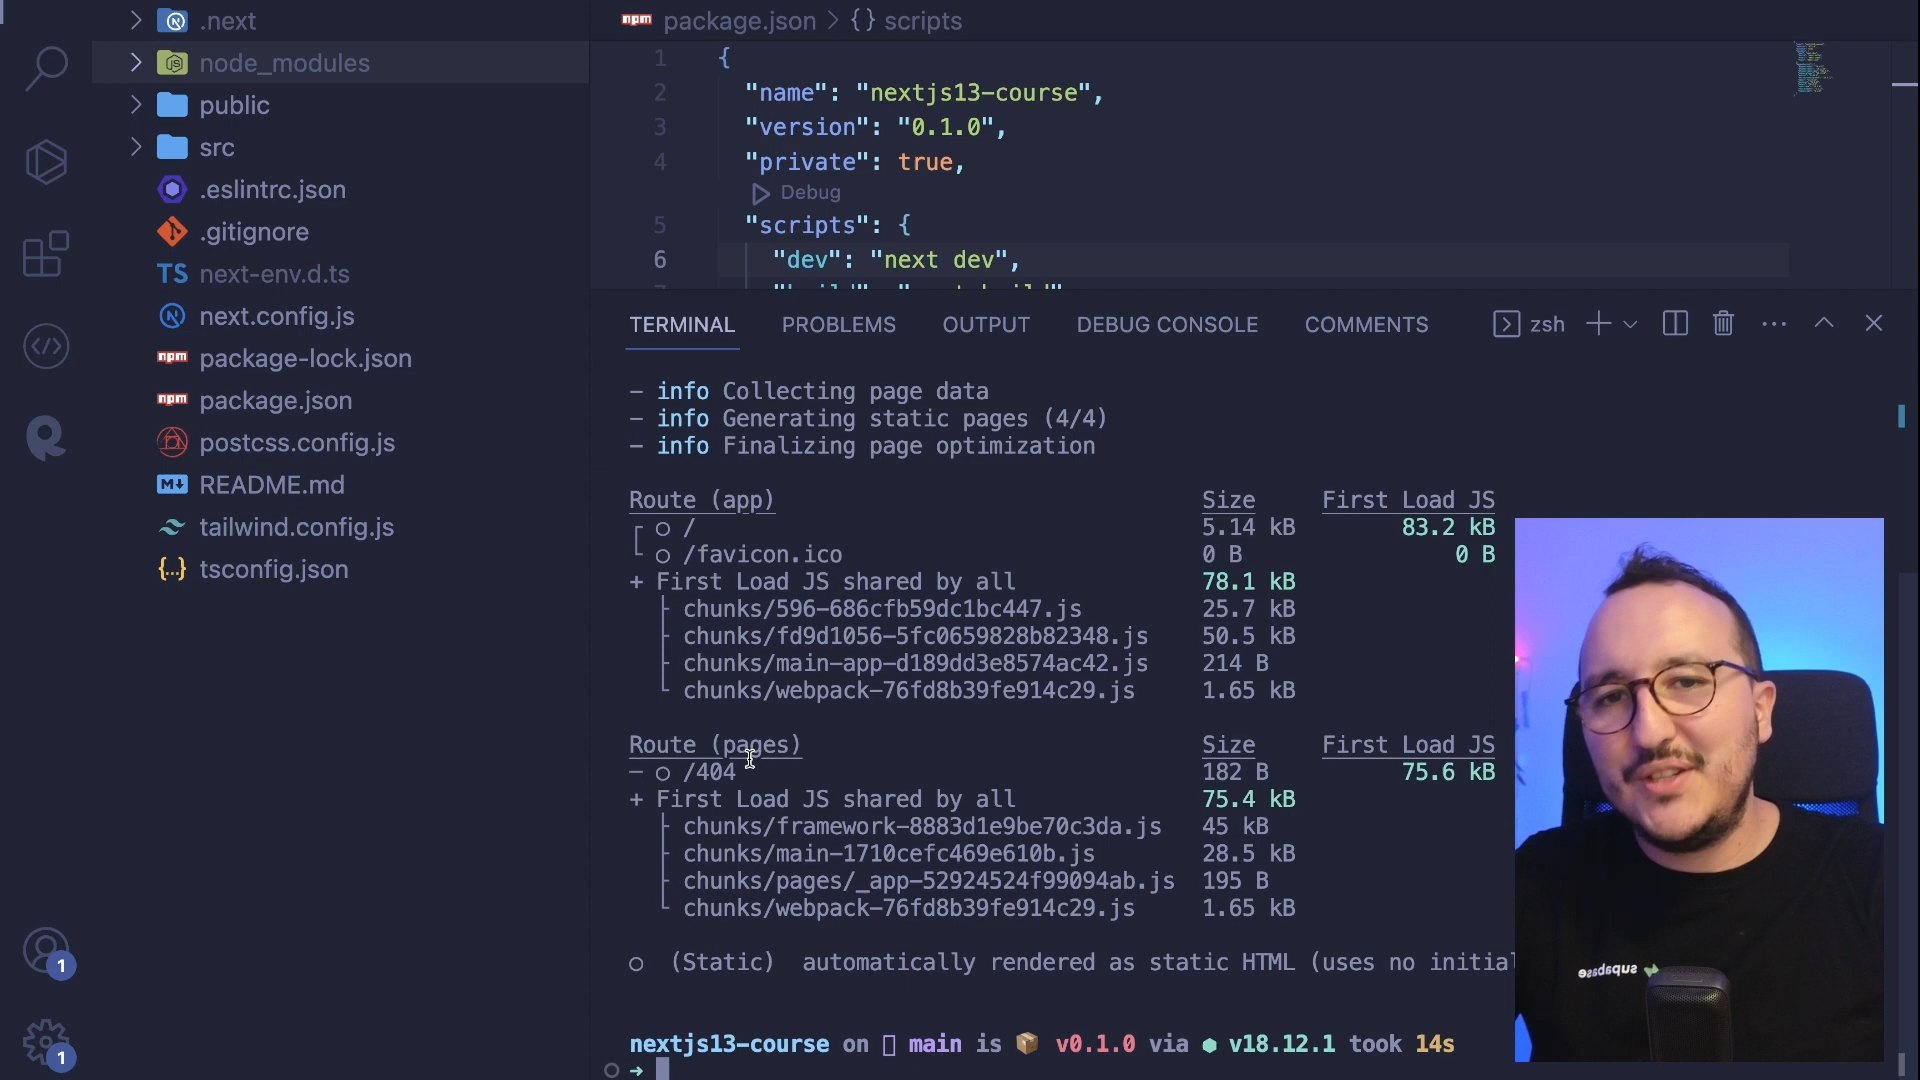 .next
node_modules
public
src
.eslintrc.json
.gitignore
TS next-env.d.ts
next.config.js
npm package-lock.json
npm package.json
postcss.config.js
M README.md
tailwind.config.js
{..} tsconfig.json
1
1
npm package.json > {} scripts
1 {
2 "name": "nextjs13-course",
3 "version": "0.1.0",
4 "private": true,
Debug
5 "scripts": {
6 "dev": "next dev",
TERMINAL PROBLEMS OUTPUT DEBUG CONSOLE COMMENTS zsh
- info Collecting page data
- info Generating static pages (4/4)
- info Finalizing page optimization
Route (app) Size First Load JS
┌ ○ / 5.14 kB 83.2 kB
└ ○ /favicon.ico 0 B 0 B
+ First Load JS shared by all 78.1 kB
├ chunks/596-686cfb59dc1bc447.js 25.7 kB
├ chunks/fd9d1056-5fc0659828b82348.js 50.5 kB
├ chunks/main-app-d189dd3e8574ac42.js 214 B
└ chunks/webpack-76fd8b39fe914c29.js 1.65 kB
Route (pages) Size First Load JS
─ ○ /404 182 B 75.6 kB
+ First Load JS shared by all 75.4 kB
├ chunks/framework-8883d1e9be70c3da.js 45 kB
├ chunks/main-1710cefc469e610b.js 28.5 kB
├ chunks/pages/_app-52924524f99094ab.js 195 B
└ chunks/webpack-76fd8b39fe914c29.js 1.65 kB
○ (Static) automatically rendered as static HTML (uses no initial
nextjs13-course on main is 📦 v0.1.0 via ⬢ v18.12.1 took 14s
➜
supabase